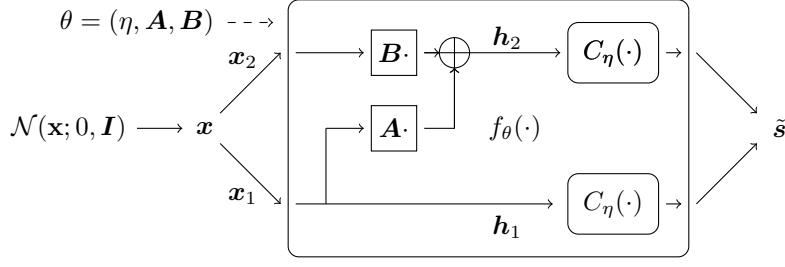 θ = (η, A, B)
x₂
B·
h₂
C_η(·)
N(x; 0, I)
x
A·
f_θ(·)
s̃
x₁
h₁
C_η(·)